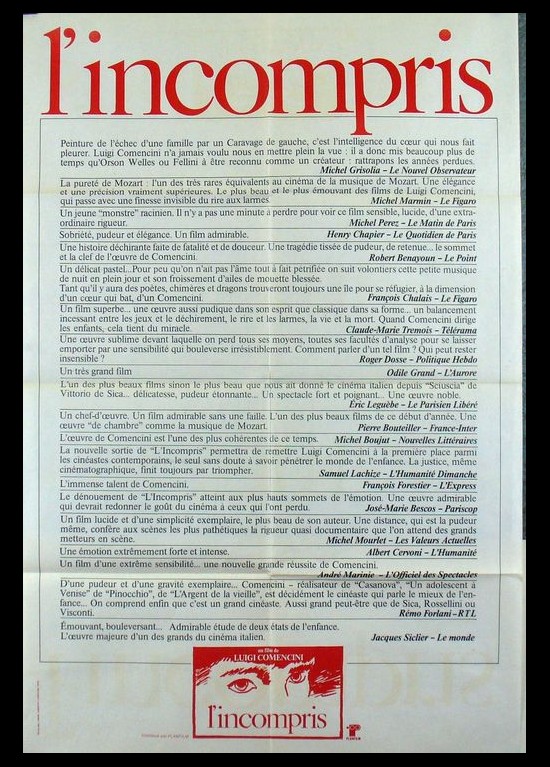 l'incompris
Peinture de l'échec d'une famille par un Caravage de gauche, c'est l'intelligence du cœur qui nous fait
pleurer. Luigi Comencini n'a jamais voulu nous en mettre plein la vue : il a donc mis beaucoup plus de
temps qu'Orson Welles ou Fellini à être reconnu comme un créateur : rattrapons les années perdues.
Michel Grisolia – Le Nouvel Observateur
La pureté de Mozart : l'un des très rares équivalents au cinéma de la musique de Mozart. Une élégance
et une précision vraiment supérieures. Le plus beau et le plus émouvant des films de Luigi Comencini,
qui passe avec une finesse invisible du rire aux larmes. Michel Marmin – Le Figaro
Un jeune “monstre” racinien. Il n'y a pas une minute à perdre pour voir ce film sensible, lucide, d'une extra-
ordinaire rigueur. Michel Perez – Le Matin de Paris
Sobriété, pudeur et élégance. Un film admirable. Henry Chapier – Le Quotidien de Paris
Une histoire déchirante faite de fatalité et de douceur. Une tragédie tissée de pudeur, de retenue... le sommet
et la clef de l'œuvre de Comencini. Robert Benayoun – Le Point
Un délicat pastel...Pour peu qu'on n'ait pas l'âme tout à fait pétrifiée on suit volontiers cette petite musique
de nuit en plein jour et son froissement d'ailes de mouette blessée.
Tant qu'il y aura des poètes, chimères et dragons trouveront toujours une île pour se réfugier, à la dimension
d'un cœur qui bat, d'un Comencini. François Chalais – Le Figaro
Un film superbe... une œuvre aussi pudique dans son esprit que classique dans sa forme... un balancement
incessant entre les jeux et le déchirement, le rire et les larmes, la vie et la mort. Quand Comencini dirige
les enfants, cela tient du miracle. Claude-Marie Tremois – Télérama
Une œuvre sublime devant laquelle on perd tous ses moyens, toutes ses facultés d'analyse pour se laisser
emporter par une sensibilité qui bouleverse irrésistiblement. Comment parler d'un tel film ? Qui peut rester
insensible ? Roger Dosse – Politique Hebdo
Un très grand film Odile Grand – L'Aurore
L'un des plus beaux films sinon le plus beau que nous ait donné le cinéma italien depuis “Sciuscia” de
Vittorio de Sica... délicatesse, pudeur étonnante... Un spectacle fort et poignant... Une œuvre noble.
Éric Leguèbe – Le Parisien Libéré
Un chef-d'œuvre. Un film admirable sans une faille. L'un des plus beaux films de ce début d'année. Une
œuvre “de chambre” comme la musique de Mozart. Pierre Bouteiller – France-Inter
L'œuvre de Comencini est l'une des plus cohérentes de ce temps. Michel Boujut – Nouvelles Littéraires
La nouvelle sortie de “L'Incompris” permettra de remettre Luigi Comencini à la première place parmi
les cinéastes contemporains, le seul sans doute à savoir pénétrer le monde de l'enfance. La justice, même
cinématographique, finit toujours par triompher. Samuel Lachize – L'Humanité Dimanche
L'immense talent de Comencini. François Forestier – L'Express
Le dénouement de “L'Incompris” atteint aux plus hauts sommets de l'émotion. Une œuvre admirable
qui devrait redonner le goût du cinéma à ceux qui l'ont perdu. José-Marie Bescos – Pariscop
Un film lucide et d'une simplicité exemplaire, le plus beau de son auteur. Une distance, qui est la pudeur
même, confère aux scènes les plus pathétiques la rigueur quasi documentaire que l'on attend des grands
metteurs en scène. Michel Mourlet – Les Valeurs Actuelles
Une émotion extrêmement forte et intense. Albert Cervoni – L'Humanité
Un film d'une extrême sensibilité... une nouvelle grande réussite de Comencini.
André Marinie – L'Officiel des Spectacles
D'une pudeur et d'une gravité exemplaire... Comencini – réalisateur de “Casanova”, “Un adolescent à
Venise” de “Pinocchio”, de “L'Argent de la vieille”, est décidément le cinéaste qui parle le mieux de l'en-
fance... On comprend enfin que c'est un grand cinéaste. Aussi grand peut-être que de Sica, Rossellini ou
Visconti. Rémo Forlani – RTL
Émouvant, bouleversant... Admirable étude de deux états de l'enfance.
L'œuvre majeure d'un des grands du cinéma italien. Jacques Siclier – Le monde
un film de
LUIGI COMENCINI
l'incompris
Distribué par PLANFILM
PLANFILM